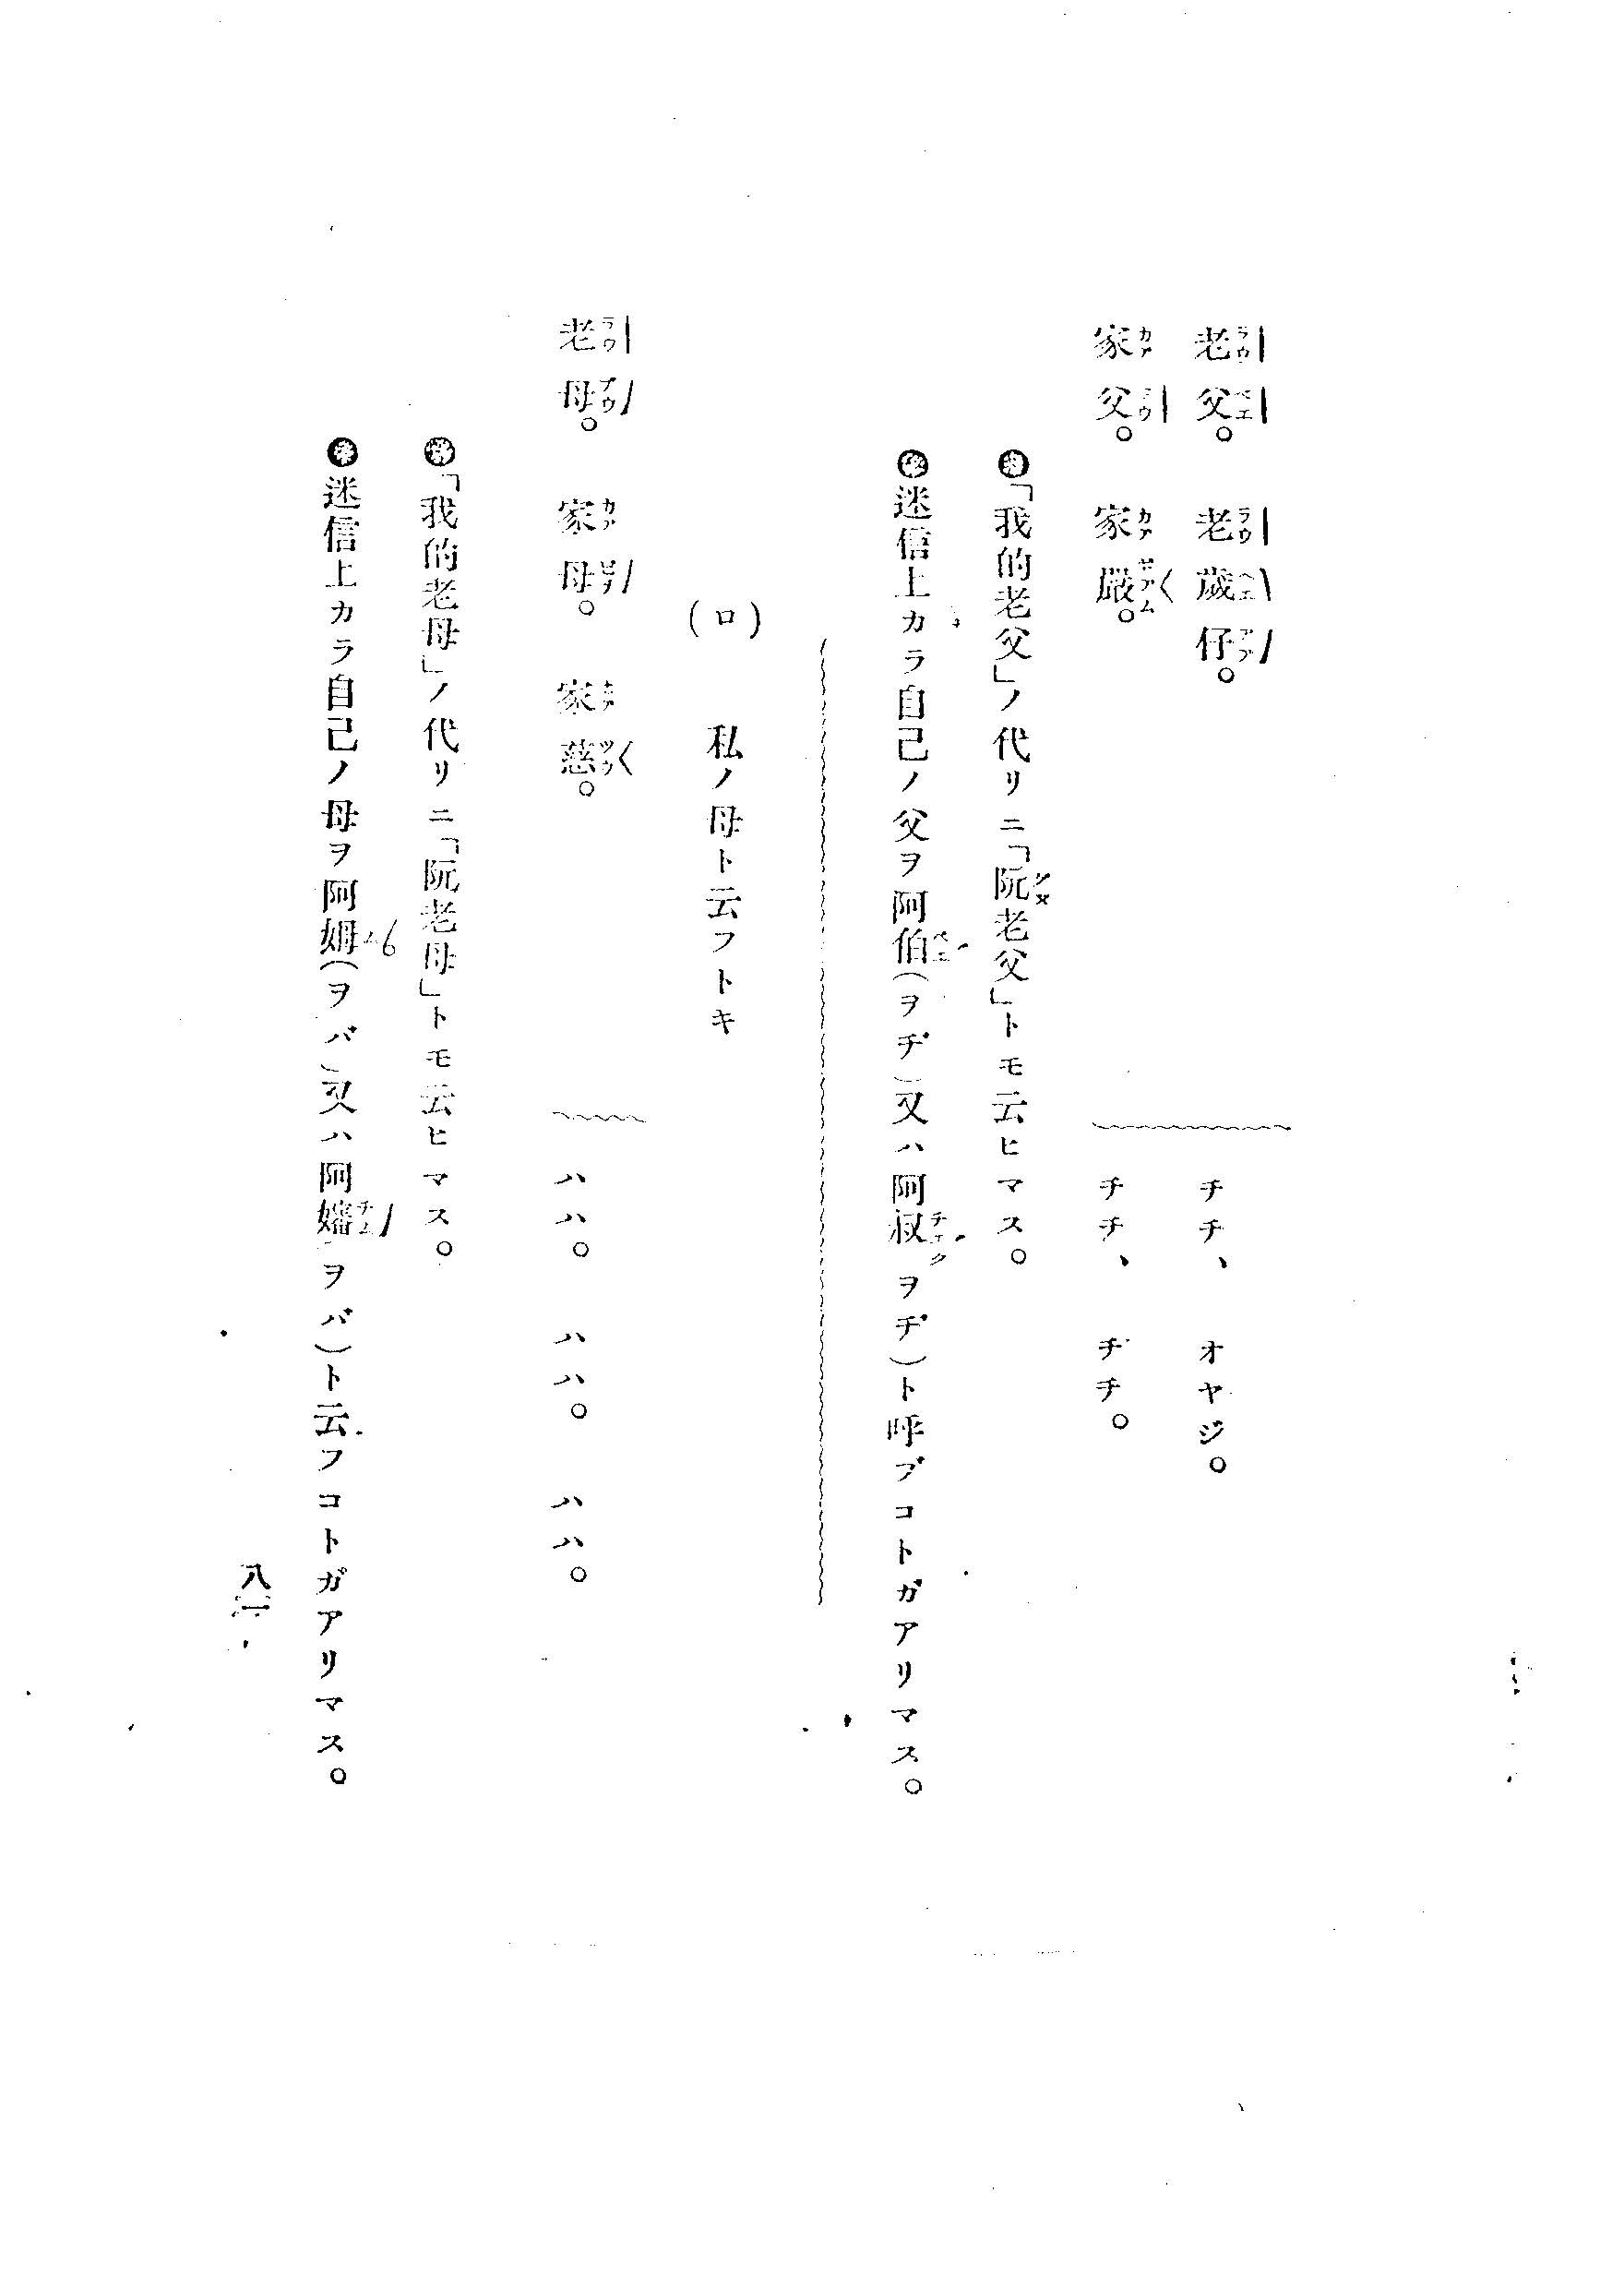 老父。 老歲仔。 チチ、 オヤジ。
家父。 家嚴。 チチ、 チチ。
「我的老父」ノ代リニ「阮老父」トモ云ヒマス。
迷信上カラ自己ノ父ヲ阿伯(ヲヂ)又ハ阿叔 ヲヂ)ト呼ブコトガアリマス。
(ロ) 私ノ母ト云フトキ
老母。 家母。 家慈。 ハハ。 ハハ。 ハハ。
「我的老母」ノ代リニ「阮老母」トモ云ヒマス。
迷信上カラ自己ノ母ヲ阿姆(ヲバ)又ハ阿嬸 ヲバ)ト云フコトガアリマス。